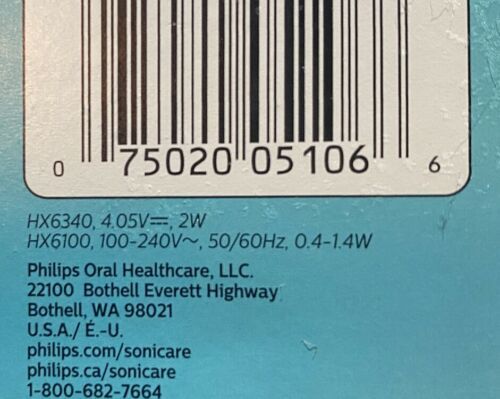 0 75020 05106 6
HX6340, 4.05V⎓, 2W
HX6100, 100-240V~, 50/60Hz, 0.4-1.4W
Philips Oral Healthcare, LLC.
22100 Bothell Everett Highway
Bothell, WA 98021
U.S.A./ É.-U.
philips.com/sonicare
philips.ca/sonicare
1-800-682-7664